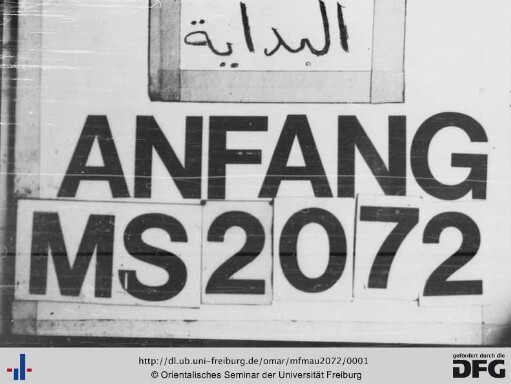 البداية
ANFANG
MS 2072
http://dl.ub.uni-freiburg.de/omar/mfmau2072/0001
© Orientalisches Seminar der Universität Freiburg
gefördert durch die
DFG